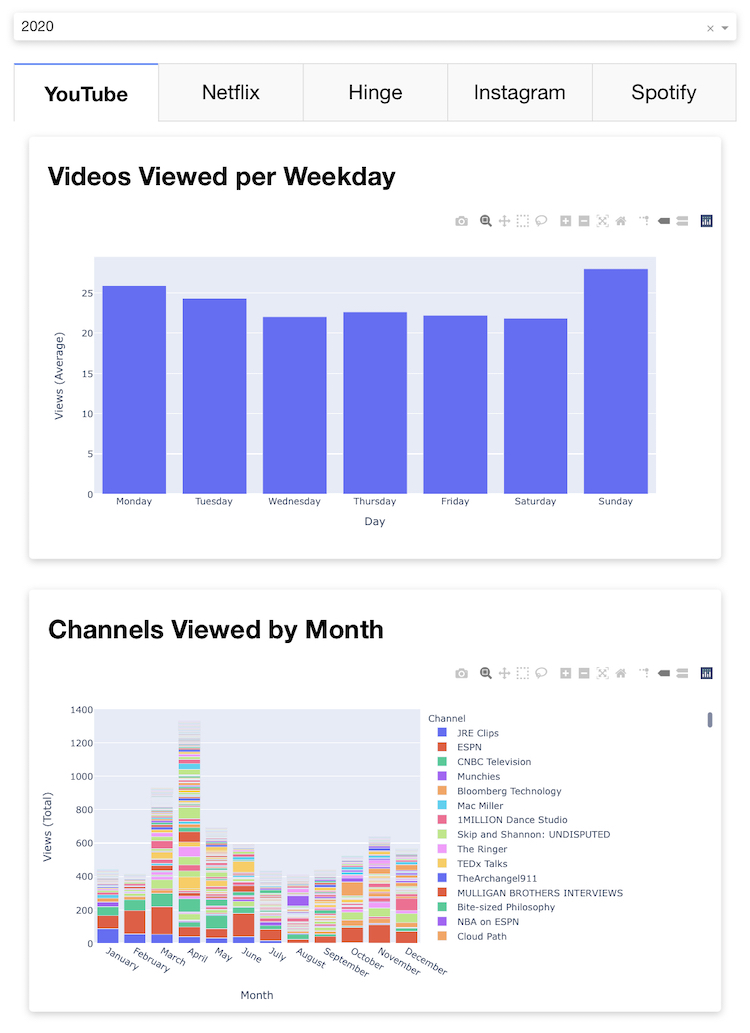 2020
YouTube Netflix Hinge Instagram Spotify
Videos Viewed per Weekday
25
20
15
10
5
0
Views (Average)
Monday Tuesday Wednesday Thursday Friday Saturday Sunday
Day
Channels Viewed by Month
1400
1200
1000
800
600
400
200
0
Views (Total)
January February March April May June July August September October November December
Month
Channel
JRE Clips
ESPN
CNBC Television
Munchies
Bloomberg Technology
Mac Miller
1MILLION Dance Studio
Skip and Shannon: UNDISPUTED
The Ringer
TEDx Talks
TheArchangel911
MULLIGAN BROTHERS INTERVIEWS
Bite-sized Philosophy
NBA on ESPN
Cloud Path